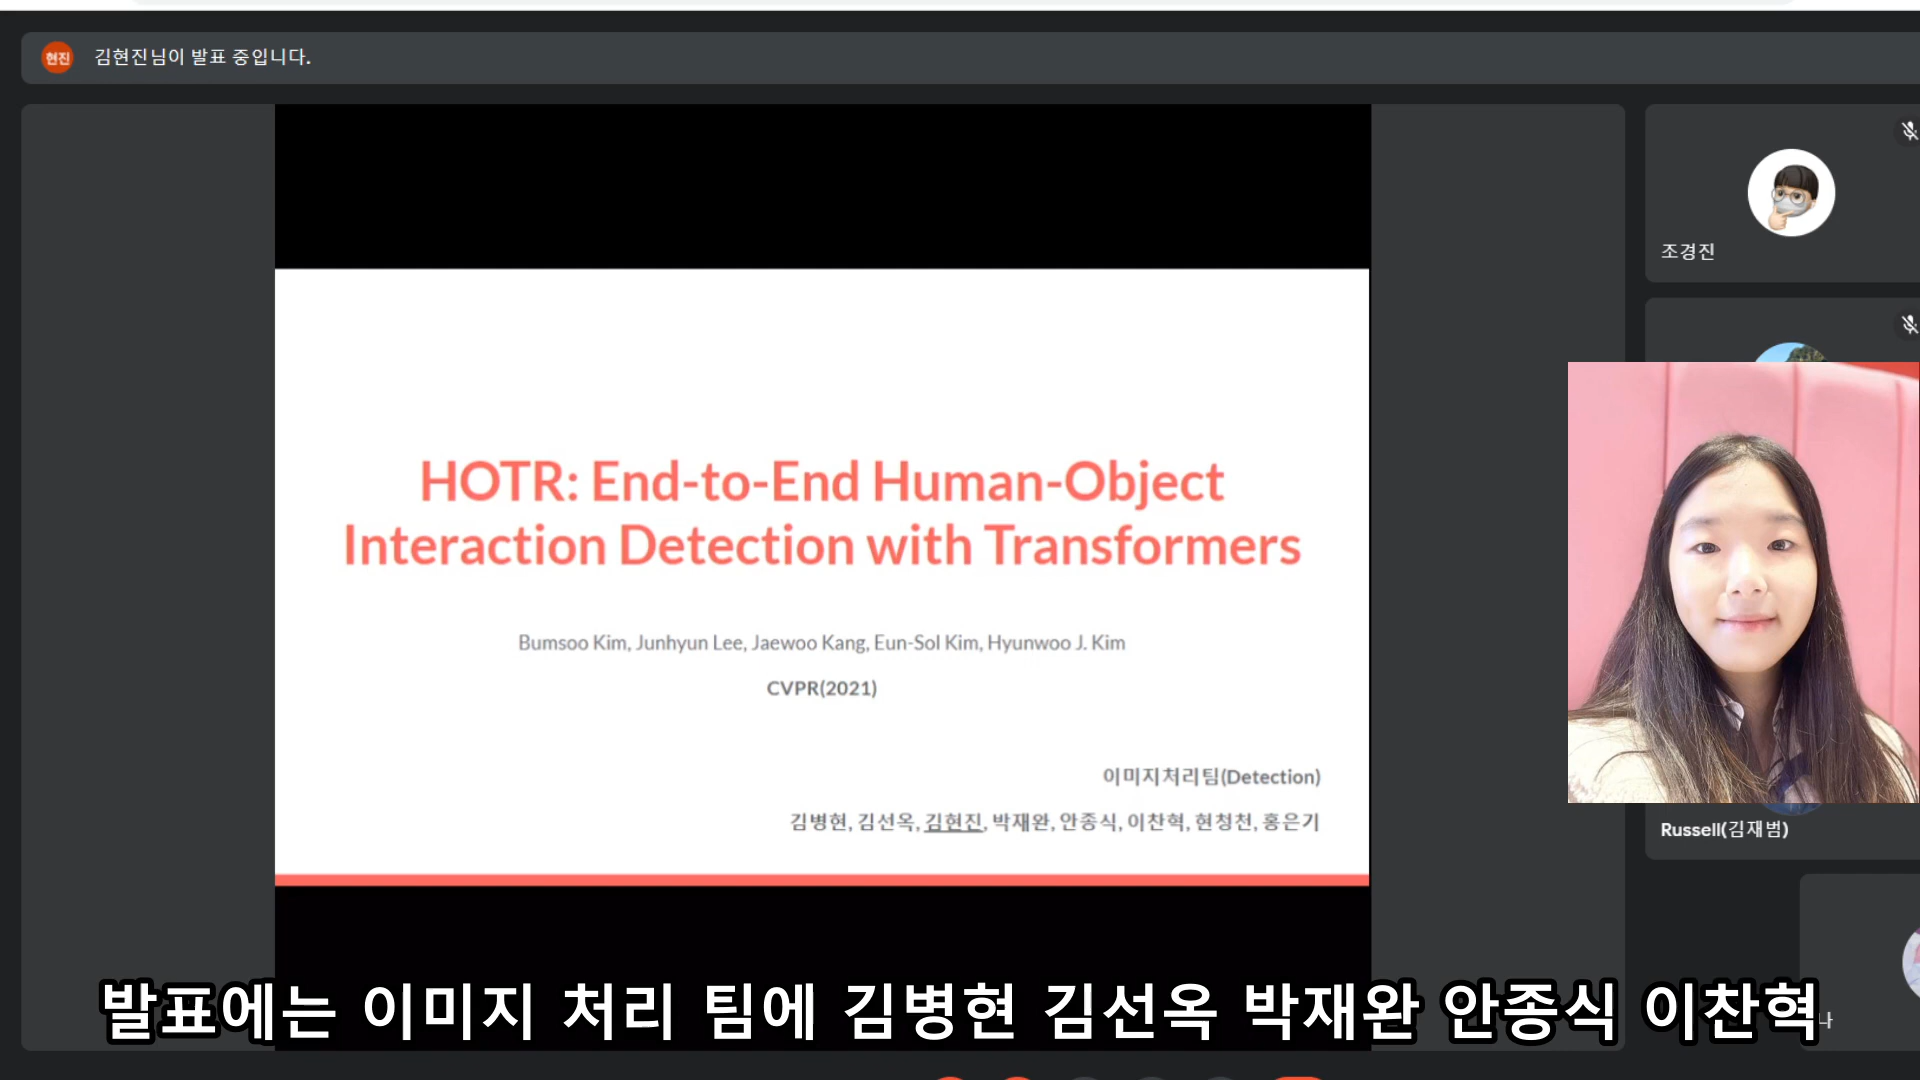 현진 김현진님이 발표 중입니다.
조경진
HOTR: End-to-End Human-Object
Interaction Detection with Transformers
Bumsoo Kim, Junhyun Lee, Jaewoo Kang, Eun-Sol Kim, Hyunwoo J. Kim
CVPR(2021)
이미지처리팀(Detection)
김병현, 김선옥, 김현진, 박재완, 안종식, 이찬혁, 현청천, 홍은기
Russell(김재범)
발표에는 이미지 처리 팀에 김병현 김선옥 박재완 안종식 이찬혁